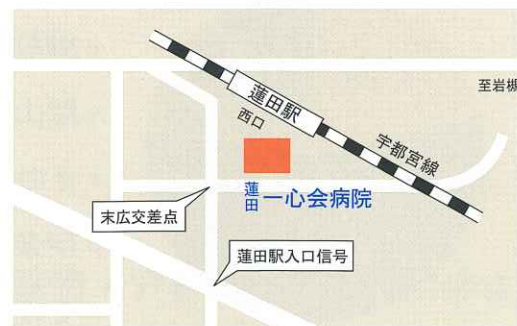 蓮田駅
西口
至岩槻
宇都宮線
蓮田一心会病院
末広交差点
蓮田駅入口信号